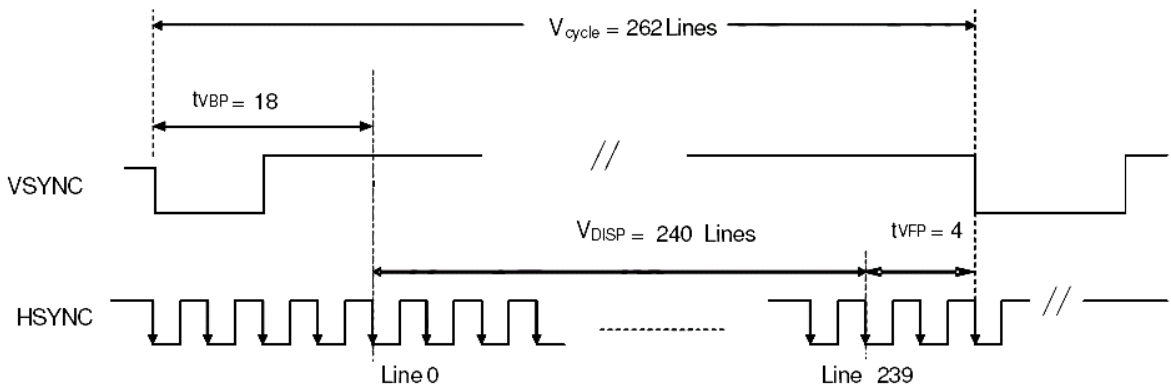 Vcycle = 262 Lines
tVBP = 18
//
VSYNC
VDISP = 240 Lines
tVFP = 4
HSYNC
//
Line 0
Line 239